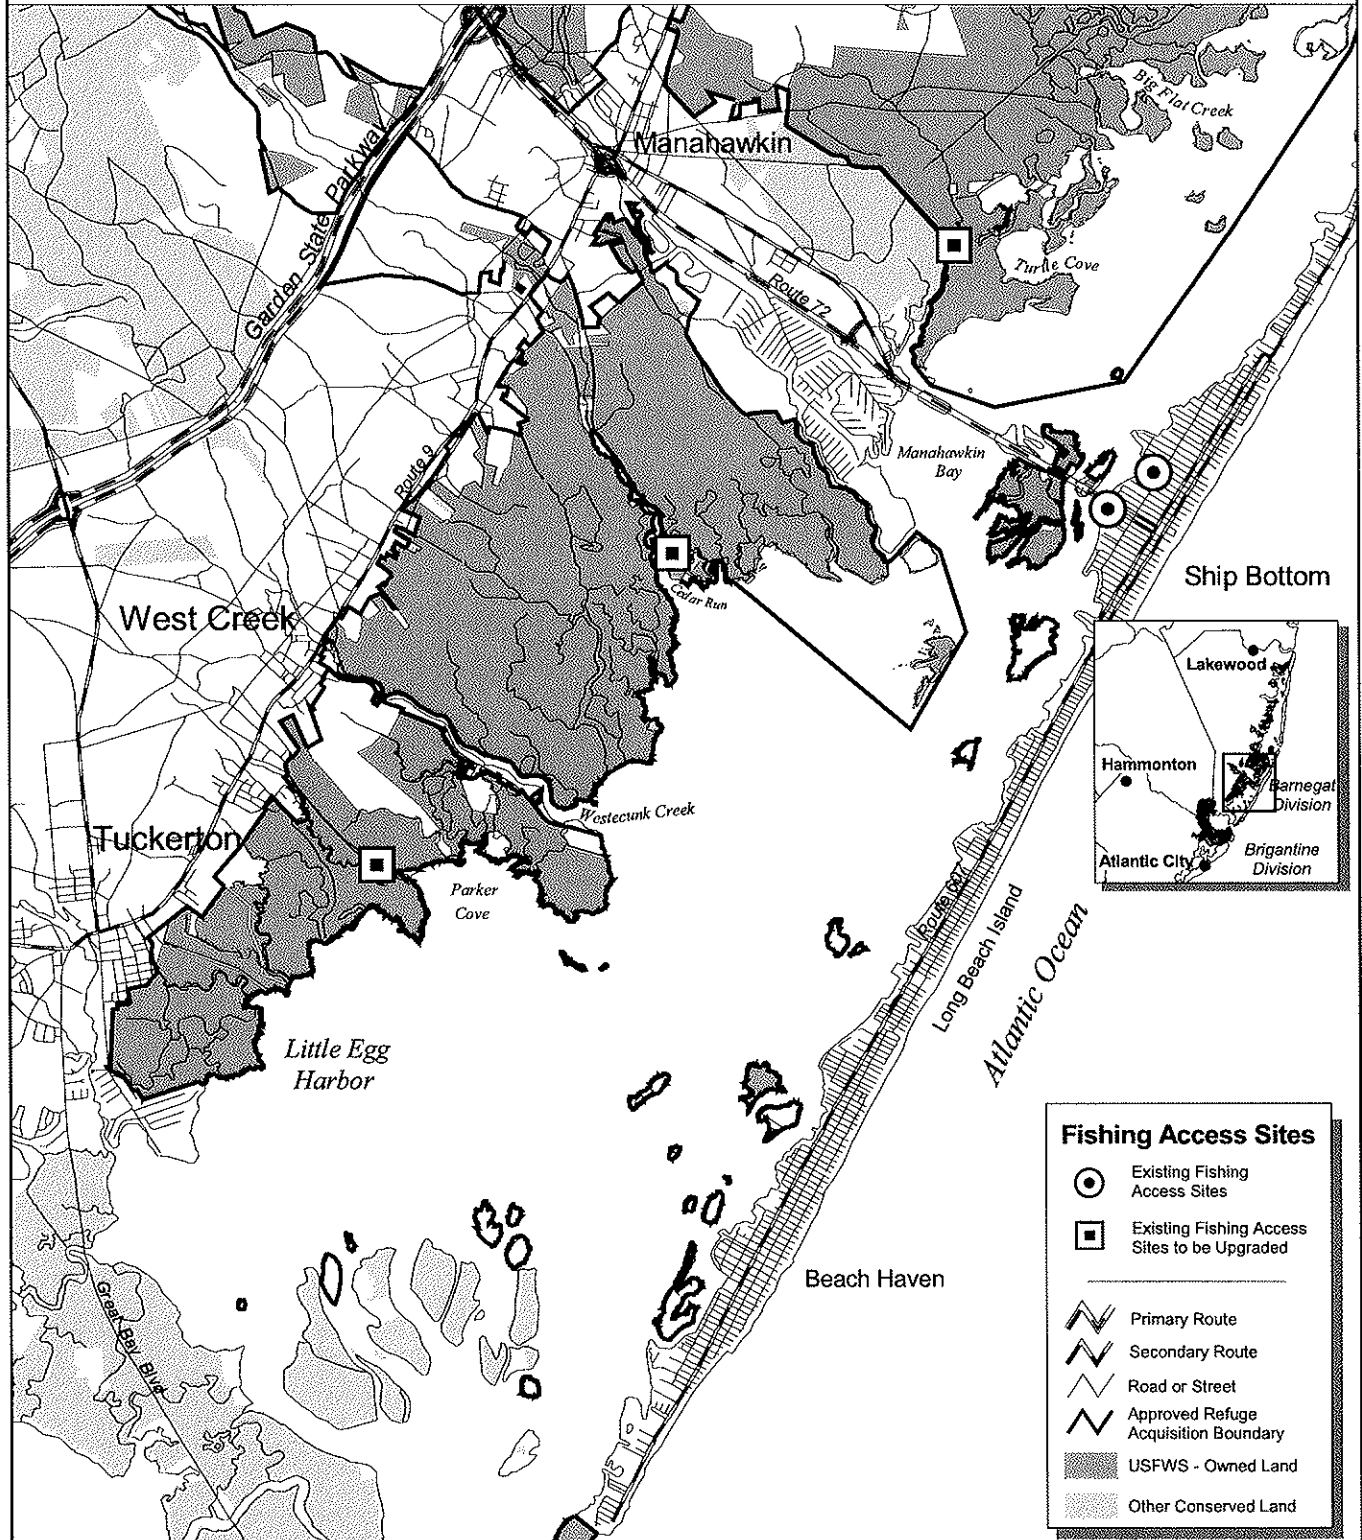 Big Flat Creek
Manahawkin
Garden State Parkway
Turtle Cove
Route 72
Route 9
Manahawkin
Bay
Ship Bottom
Cedar Run
West Creek
Lakewood
Hammonton
Barnegat
Division
Brigantine
Division
Atlantic City
Westecunk Creek
Tuckerton
Parker
Cove
Long Beach Island
Atlantic Ocean
Little Egg
Harbor
Beach Haven
Great Bay Blvd
Fishing Access Sites
Existing Fishing
Access Sites
Existing Fishing Access
Sites to be Upgraded
Primary Route
Secondary Route
Road or Street
Approved Refuge
Acquisition Boundary
USFWS - Owned Land
Other Conserved Land